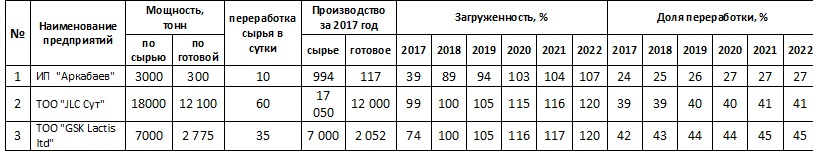 № Наименование предприятий Мощность, тонн переработка сырья в сутки Производство за 2017 год Загруженность, % Доля переработки, %
по сырью по готовой сырье готовое 2017 2018 2019 2020 2021 2022 2017 2018 2019 2020 2021 2022
1 ИП "Аркабаев" 3000 300 10 994 117 39 89 94 103 104 107 24 25 26 27 27 27
2 ТОО "JLC Сут" 18000 12 100 60 17 050 12 000 99 100 105 115 116 120 39 39 40 40 41 41
3 ТОО "GSK Lactis ltd" 7000 2 775 35 7 000 2 052 74 100 105 116 117 120 42 43 44 44 45 45